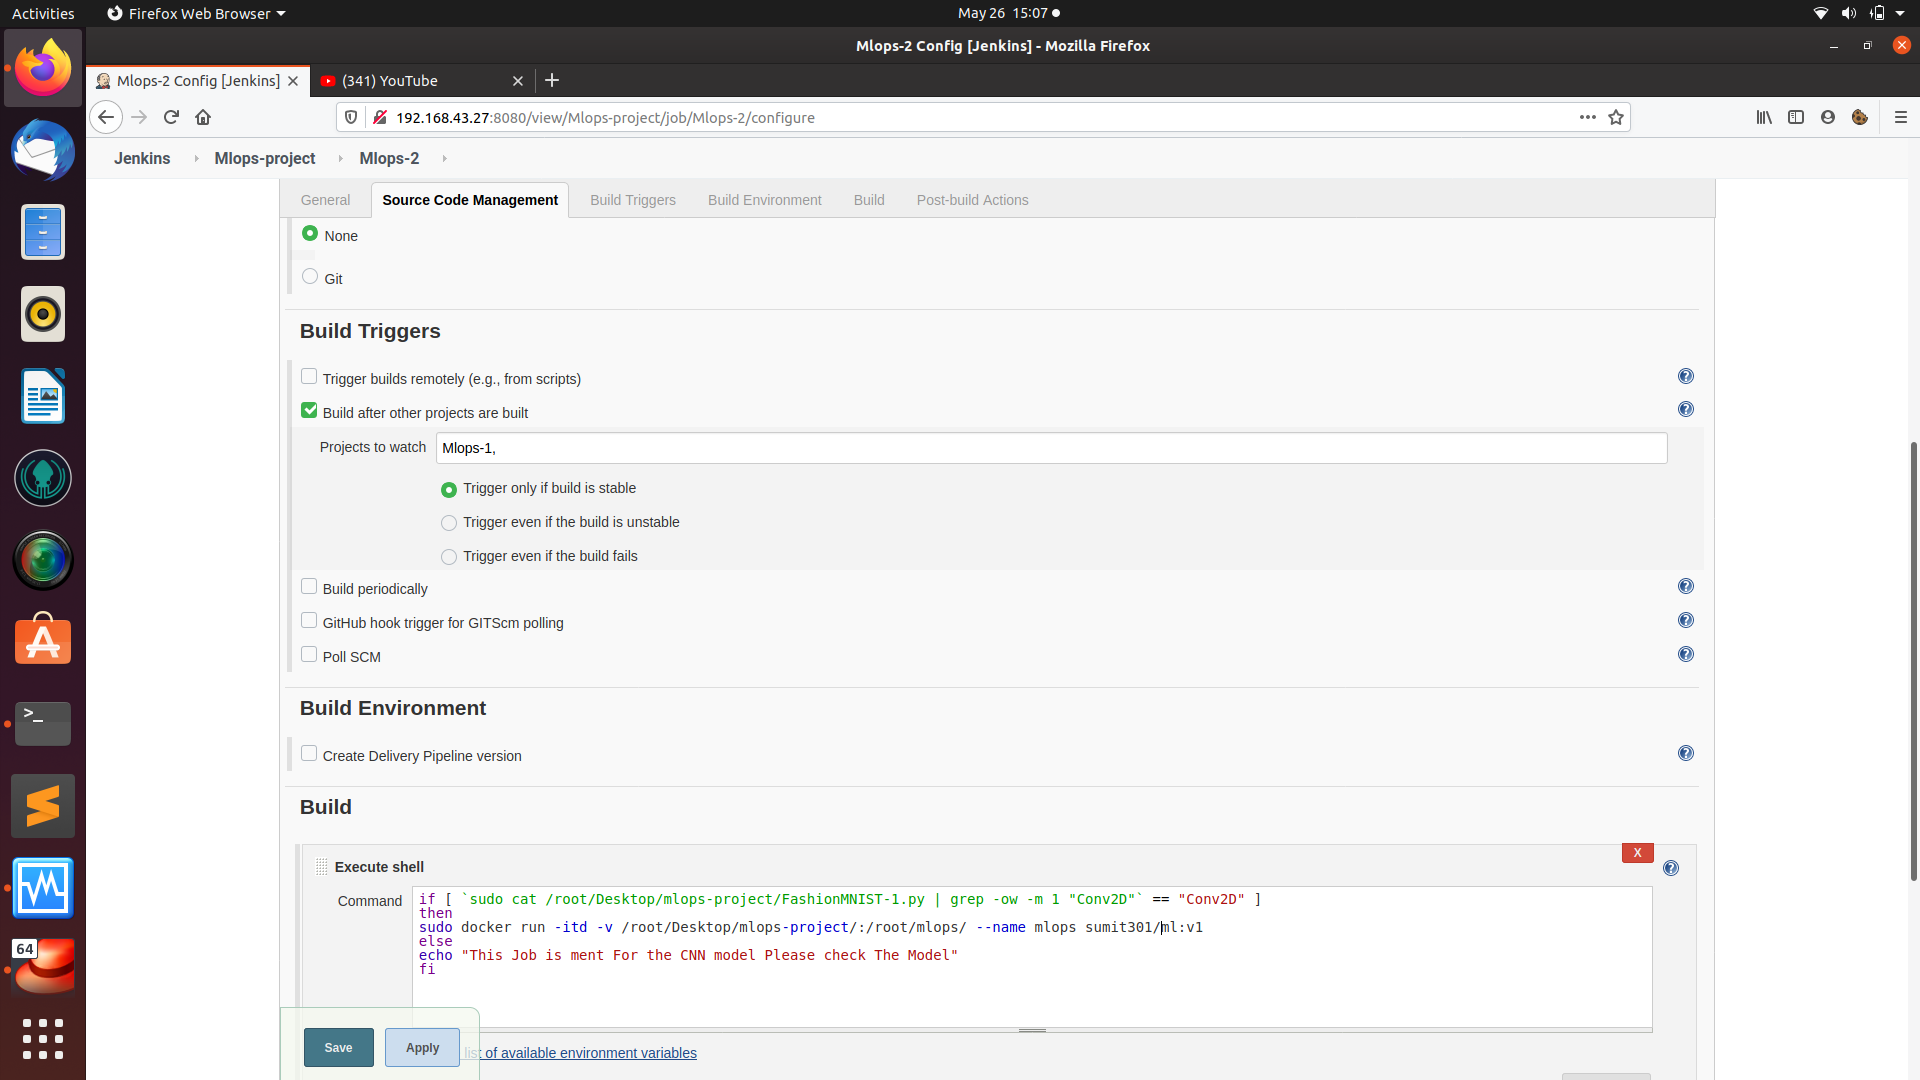 Activities
Firefox Web Browser
May 26 15:07
Mlops-2 Config [Jenkins] - Mozilla Firefox
Mlops-2 Config [Jenkins]
(341) YouTube
192.168.43.27:8080/view/Mlops-project/job/Mlops-2/configure
Jenkins
Mlops-project
Mlops-2
General
Source Code Management
Build Triggers
Build Environment
Build
Post-build Actions
None
Git
Build Triggers
Trigger builds remotely (e.g., from scripts)
Build after other projects are built
Projects to watch
Mlops-1,
Trigger only if build is stable
Trigger even if the build is unstable
Trigger even if the build fails
Build periodically
GitHub hook trigger for GITScm polling
Poll SCM
Build Environment
Create Delivery Pipeline version
Build
X
Execute shell
Command
if [ `sudo cat /root/Desktop/mlops-project/FashionMNIST-1.py | grep -ow -m 1 "Conv2D"` == "Conv2D" ]
then
sudo docker run -itd -v /root/Desktop/mlops-project/:/root/mlops/ --name mlops sumit301/ml:v1
else
echo "This Job is ment For the CNN model Please check The Model"
fi
64
Save
Apply
list of available environment variables